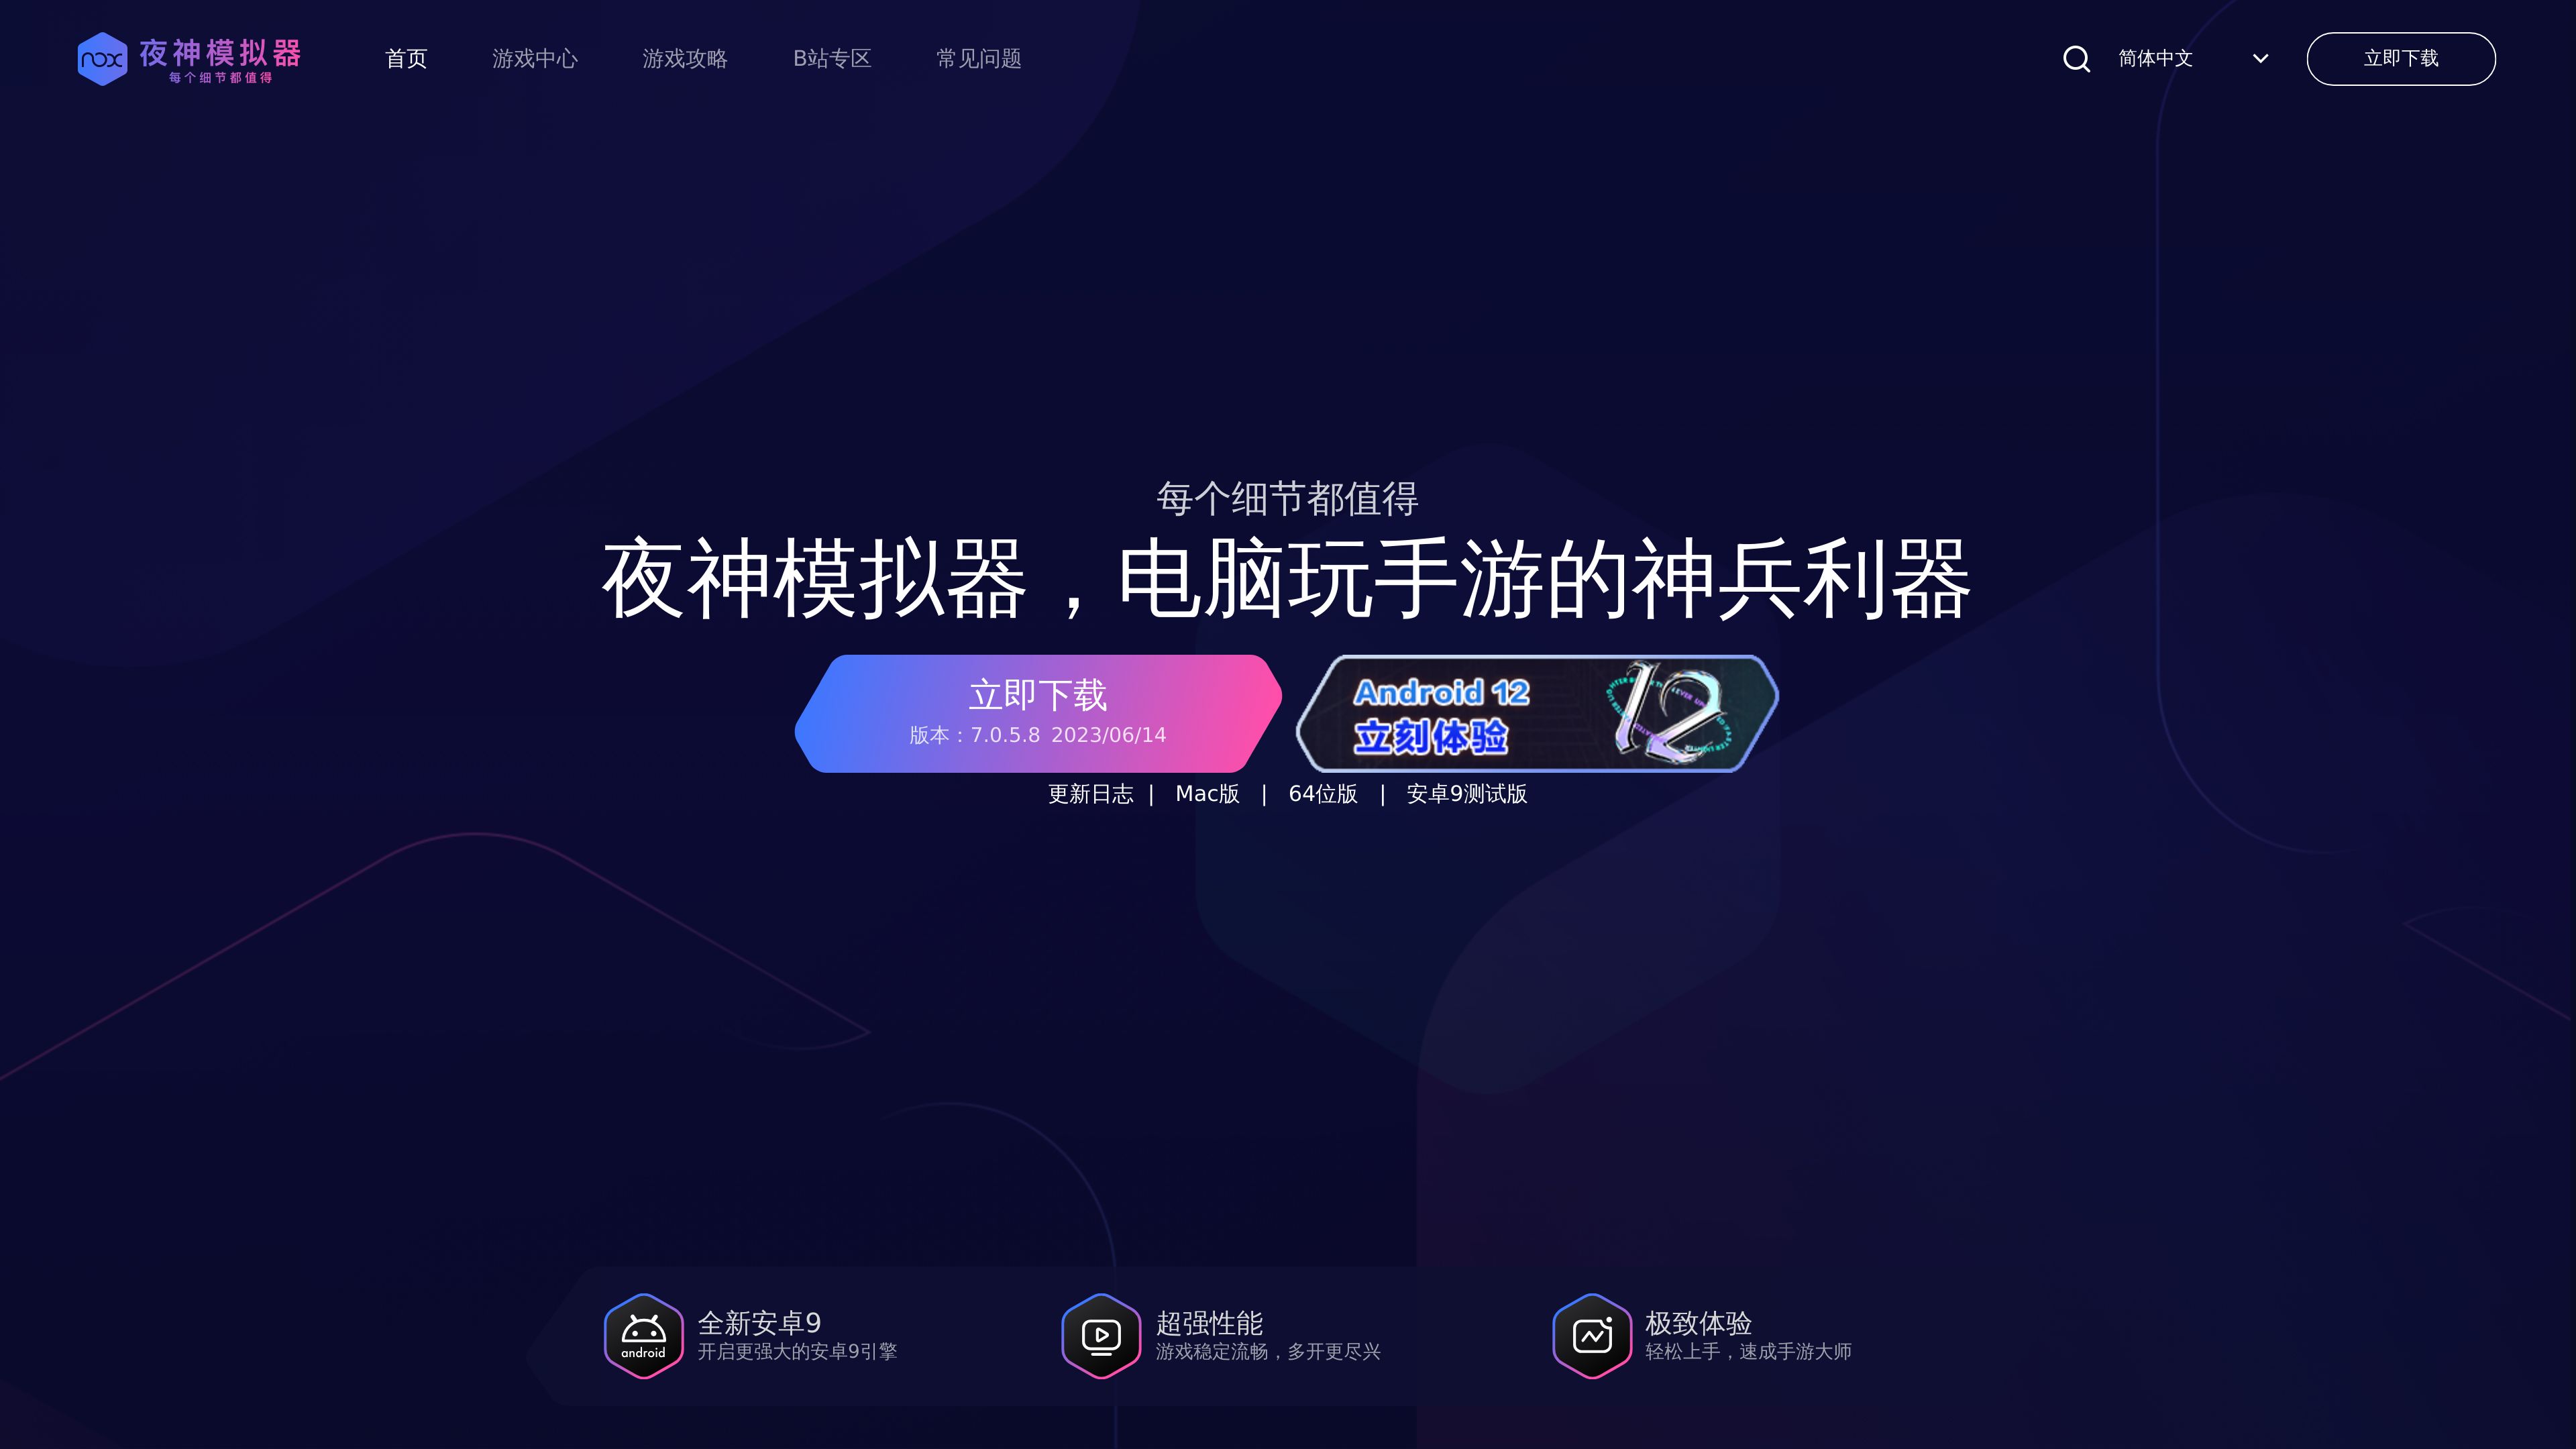 nox 夜神模拟器
每个细节都值得
首页 游戏中心 游戏攻略 B站专区 常见问题
简体中文
立即下载
每个细节都值得
夜神模拟器，电脑玩手游的神兵利器
立即下载
版本：7.0.5.8 2023/06/14
Android 12
立刻体验
12
更新日志 | Mac版 | 64位版 | 安卓9测试版
android
全新安卓9
开启更强大的安卓9引擎
超强性能
游戏稳定流畅，多开更尽兴
极致体验
轻松上手，速成手游大师